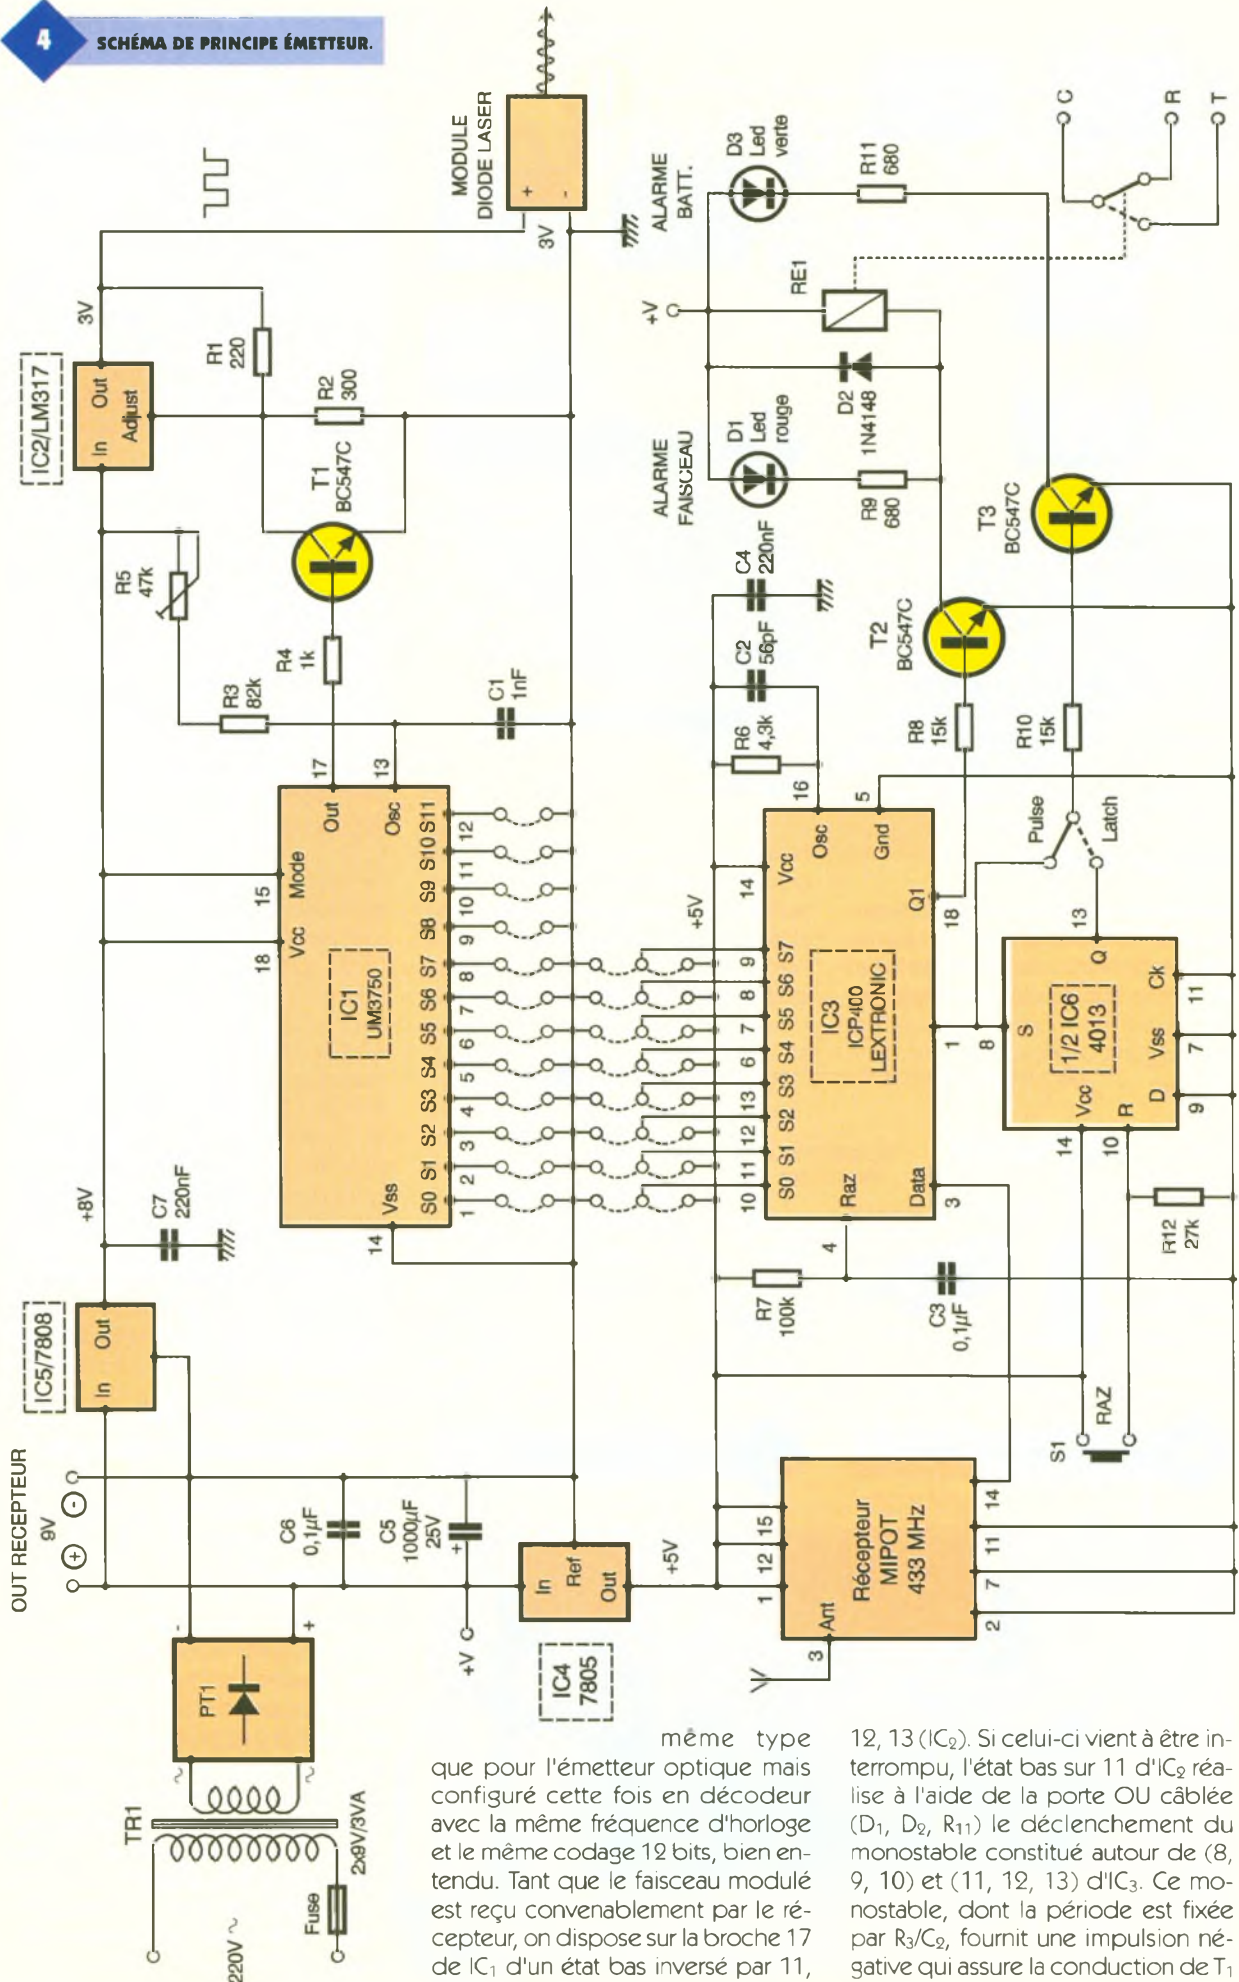 4
SCHÉMA DE PRINCIPE ÉMETTEUR.
MODULE
DIODE LASER
+
-
3V
3V
IC2/LM317
In
Out
Adjust
R1
220
R2
300
T1
BC547C
R5
47k
R4
1k
R3
82k
C1
1nF
+8V
C7
220nF
18
15
17
13
14
Vcc
Mode
Out
Osc
Vss
IC1
UM3750
S0 S1 S2 S3 S4 S5 S6 S7 S8 S9 S10 S11
1 2 3 4 5 6 7 8 9 10 11 12
IC5/7808
In
Out
OUT RECEPTEUR
9V
+
-
C6
0,1µF
C5
1000µF
25V
+
+V
PT1
-
+
~
~
TR1
2x9V/3VA
Fuse
220V ~
IC4
7805
In
Ref
Out
+5V
ALARME
FAISCEAU
ALARME
BATT.
+V
D1
Led
rouge
D2
1N4148
RE1
D3
Led
verte
R9
680
R11
680
C
R
T
C4
220nF
C2
56pF
R6
4,3k
T2
BC547C
T3
BC547C
R8
15k
R10
15k
Pulse
Latch
+5V
14
16
5
18
Vcc
Osc
Gnd
Q1
10 11 12 13 6 7 8 9
S0 S1 S2 S3 S4 S5 S6 S7
IC3
ICP400
LEXTRONIC
Raz
Data
4
3
1
8
R7
100k
C3
0,1µF
S
1/2 IC6
4013
Q
13
Vcc
R
D
Vss
Ck
14
10
9
7
11
R12
27k
S1
RAZ
Récepteur
MIPOT
433 MHz
Ant
3
1
12
15
2
7
11
14
même type
que pour l'émetteur optique mais
configuré cette fois en décodeur
avec la même fréquence d'horloge
et le même codage 12 bits, bien en-
tendu. Tant que le faisceau modulé
est reçu convenablement par le ré-
cepteur, on dispose sur la broche 17
de IC1 d'un état bas inversé par 11,
12, 13 (IC2). Si celui-ci vient à être in-
terrompu, l'état bas sur 11 d'IC2 réa-
lise à l'aide de la porte OU câblée
(D1, D2, R11) le déclenchement du
monostable constitué autour de (8,
9, 10) et (11, 12, 13) d'IC3. Ce mo-
nostable, dont la période est fixée
par R3/C2, fournit une impulsion né-
gative qui assure la conduction de T1